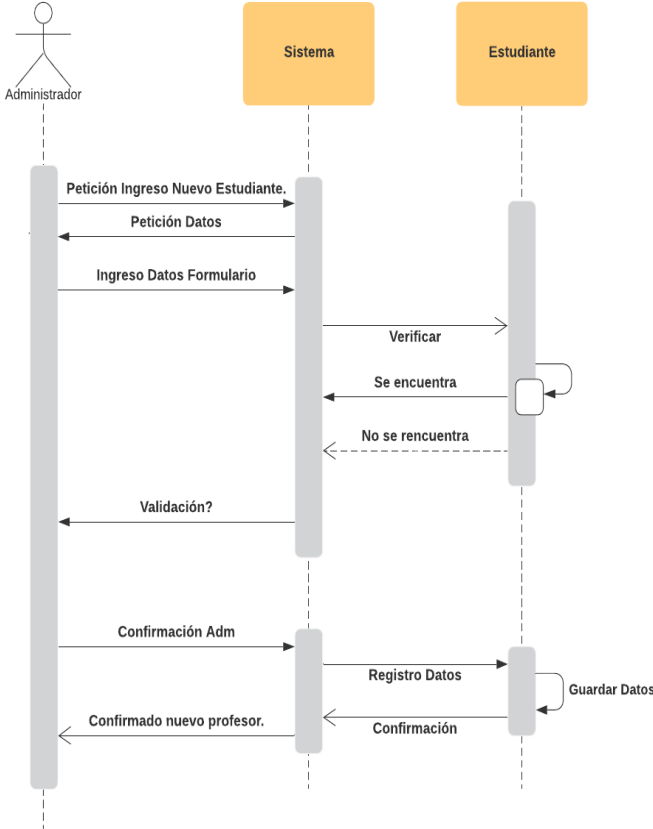 Administrador
Sistema
Estudiante
Petición Ingreso Nuevo Estudiante.
Petición Datos
Ingreso Datos Formulario
Verificar
Se encuentra
No se rencuentra
Validación?
Confirmación Adm
Registro Datos
Guardar Datos
Confirmado nuevo profesor.
Confirmación